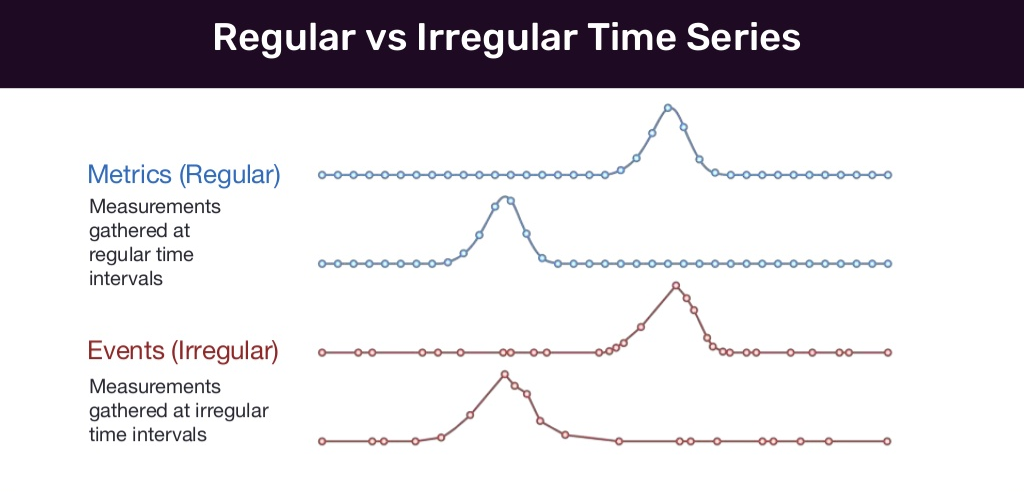 Regular vs Irregular Time Series
Metrics (Regular)
Measurements
gathered at
regular time
intervals
Events (Irregular)
Measurements
gathered at irregular
time intervals